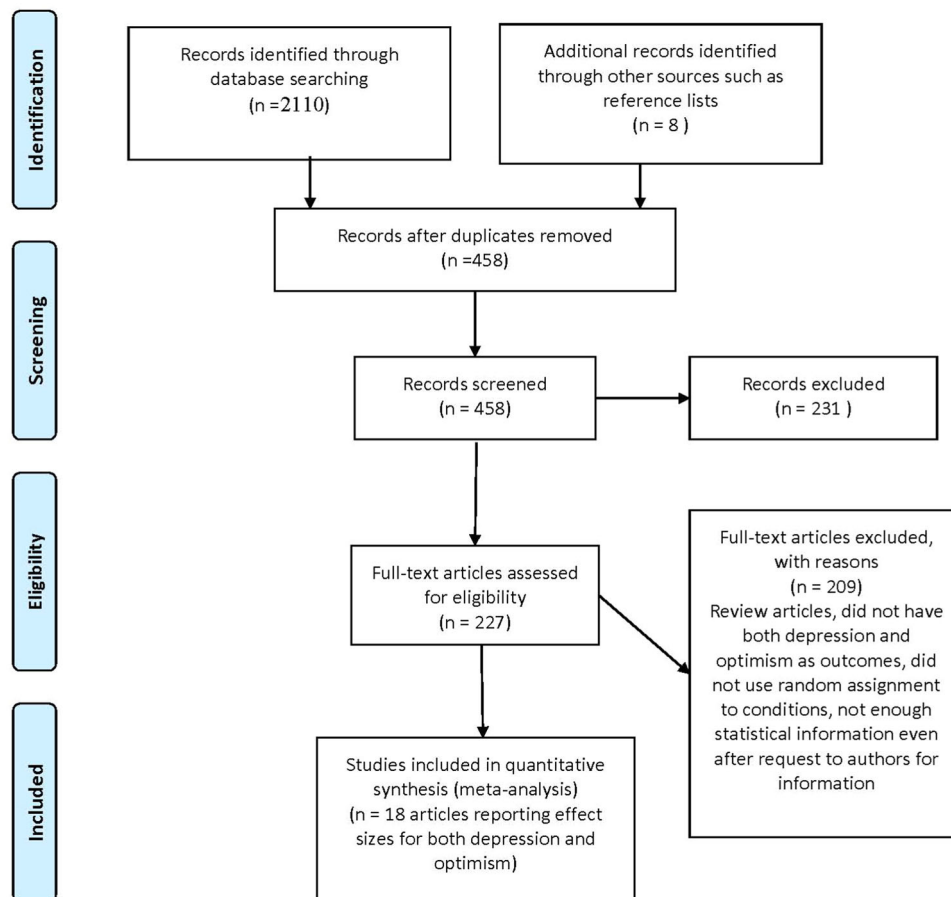 Identification
Records identified through
database searching
(n =2110)
Additional records identified
through other sources such as
reference lists
(n = 8 )
Records after duplicates removed
(n =458)
Screening
Records screened
(n = 458)
Records excluded
(n = 231 )
Eligibility
Full-text articles assessed
for eligibility
(n = 227)
Full-text articles excluded,
with reasons
(n = 209)
Review articles, did not have
both depression and
optimism as outcomes, did
not use random assignment
to conditions, not enough
statistical information even
after request to authors for
information
Included
Studies included in quantitative
synthesis (meta-analysis)
(n = 18 articles reporting effect
sizes for both depression and
optimism)